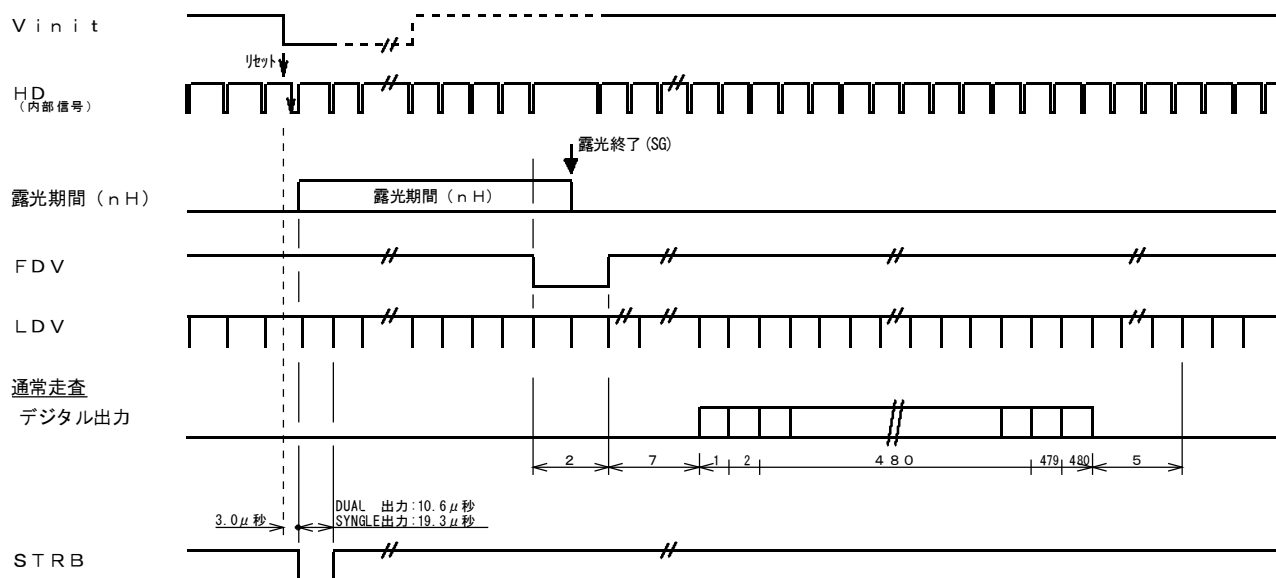 Ｖｉｎｉｔ
ﾘｾｯﾄ
ＨＤ
（内部信号）
露光終了(SG)
露光期間（ｎＨ）
露光期間（ｎＨ）
ＦＤＶ
ＬＤＶ
通常走査
デジタル出力
2 7 1 2 ４８０ 479 480 5
DUAL 出力:10.6μ秒
3.0μ秒 SYNGLE出力:19.3μ秒
ＳＴＲＢ